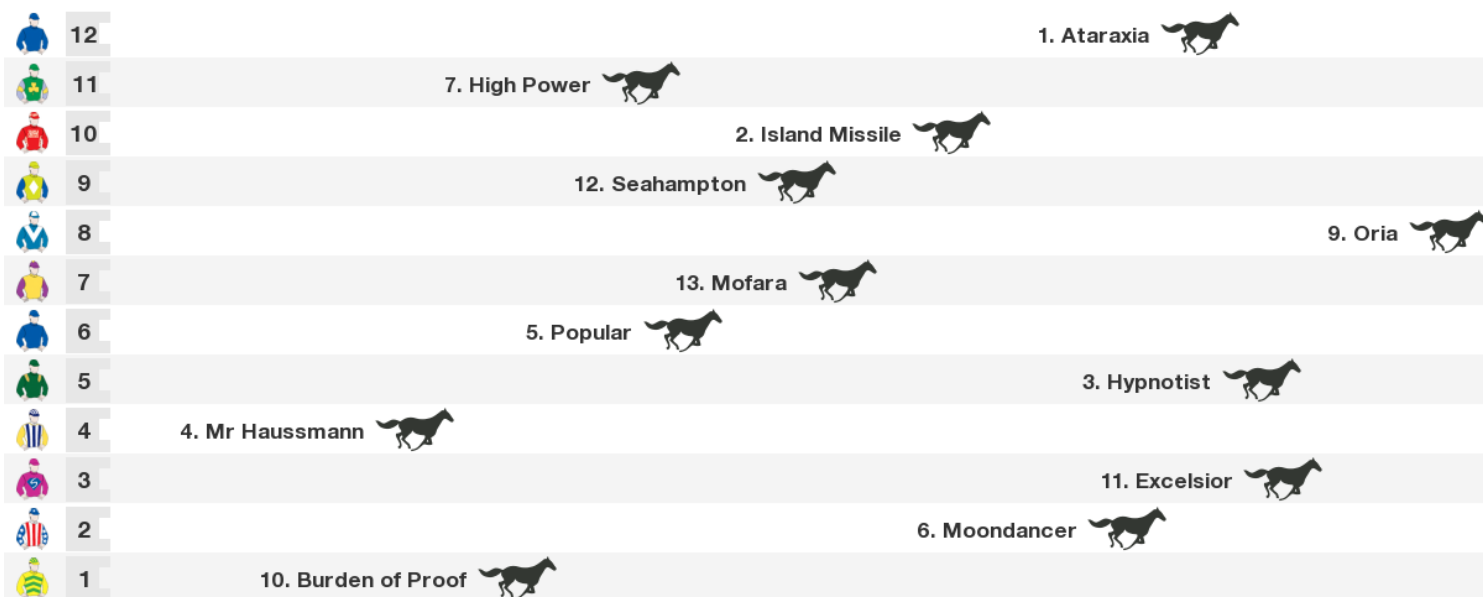 12 1. Ataraxia
11 7. High Power
10 2. Island Missile
9 12. Seahampton
8 9. Oria
7 13. Mofara
6 5. Popular
5 3. Hypnotist
4 4. Mr Haussmann
3 11. Excelsior
2 6. Moondancer
1 10. Burden of Proof